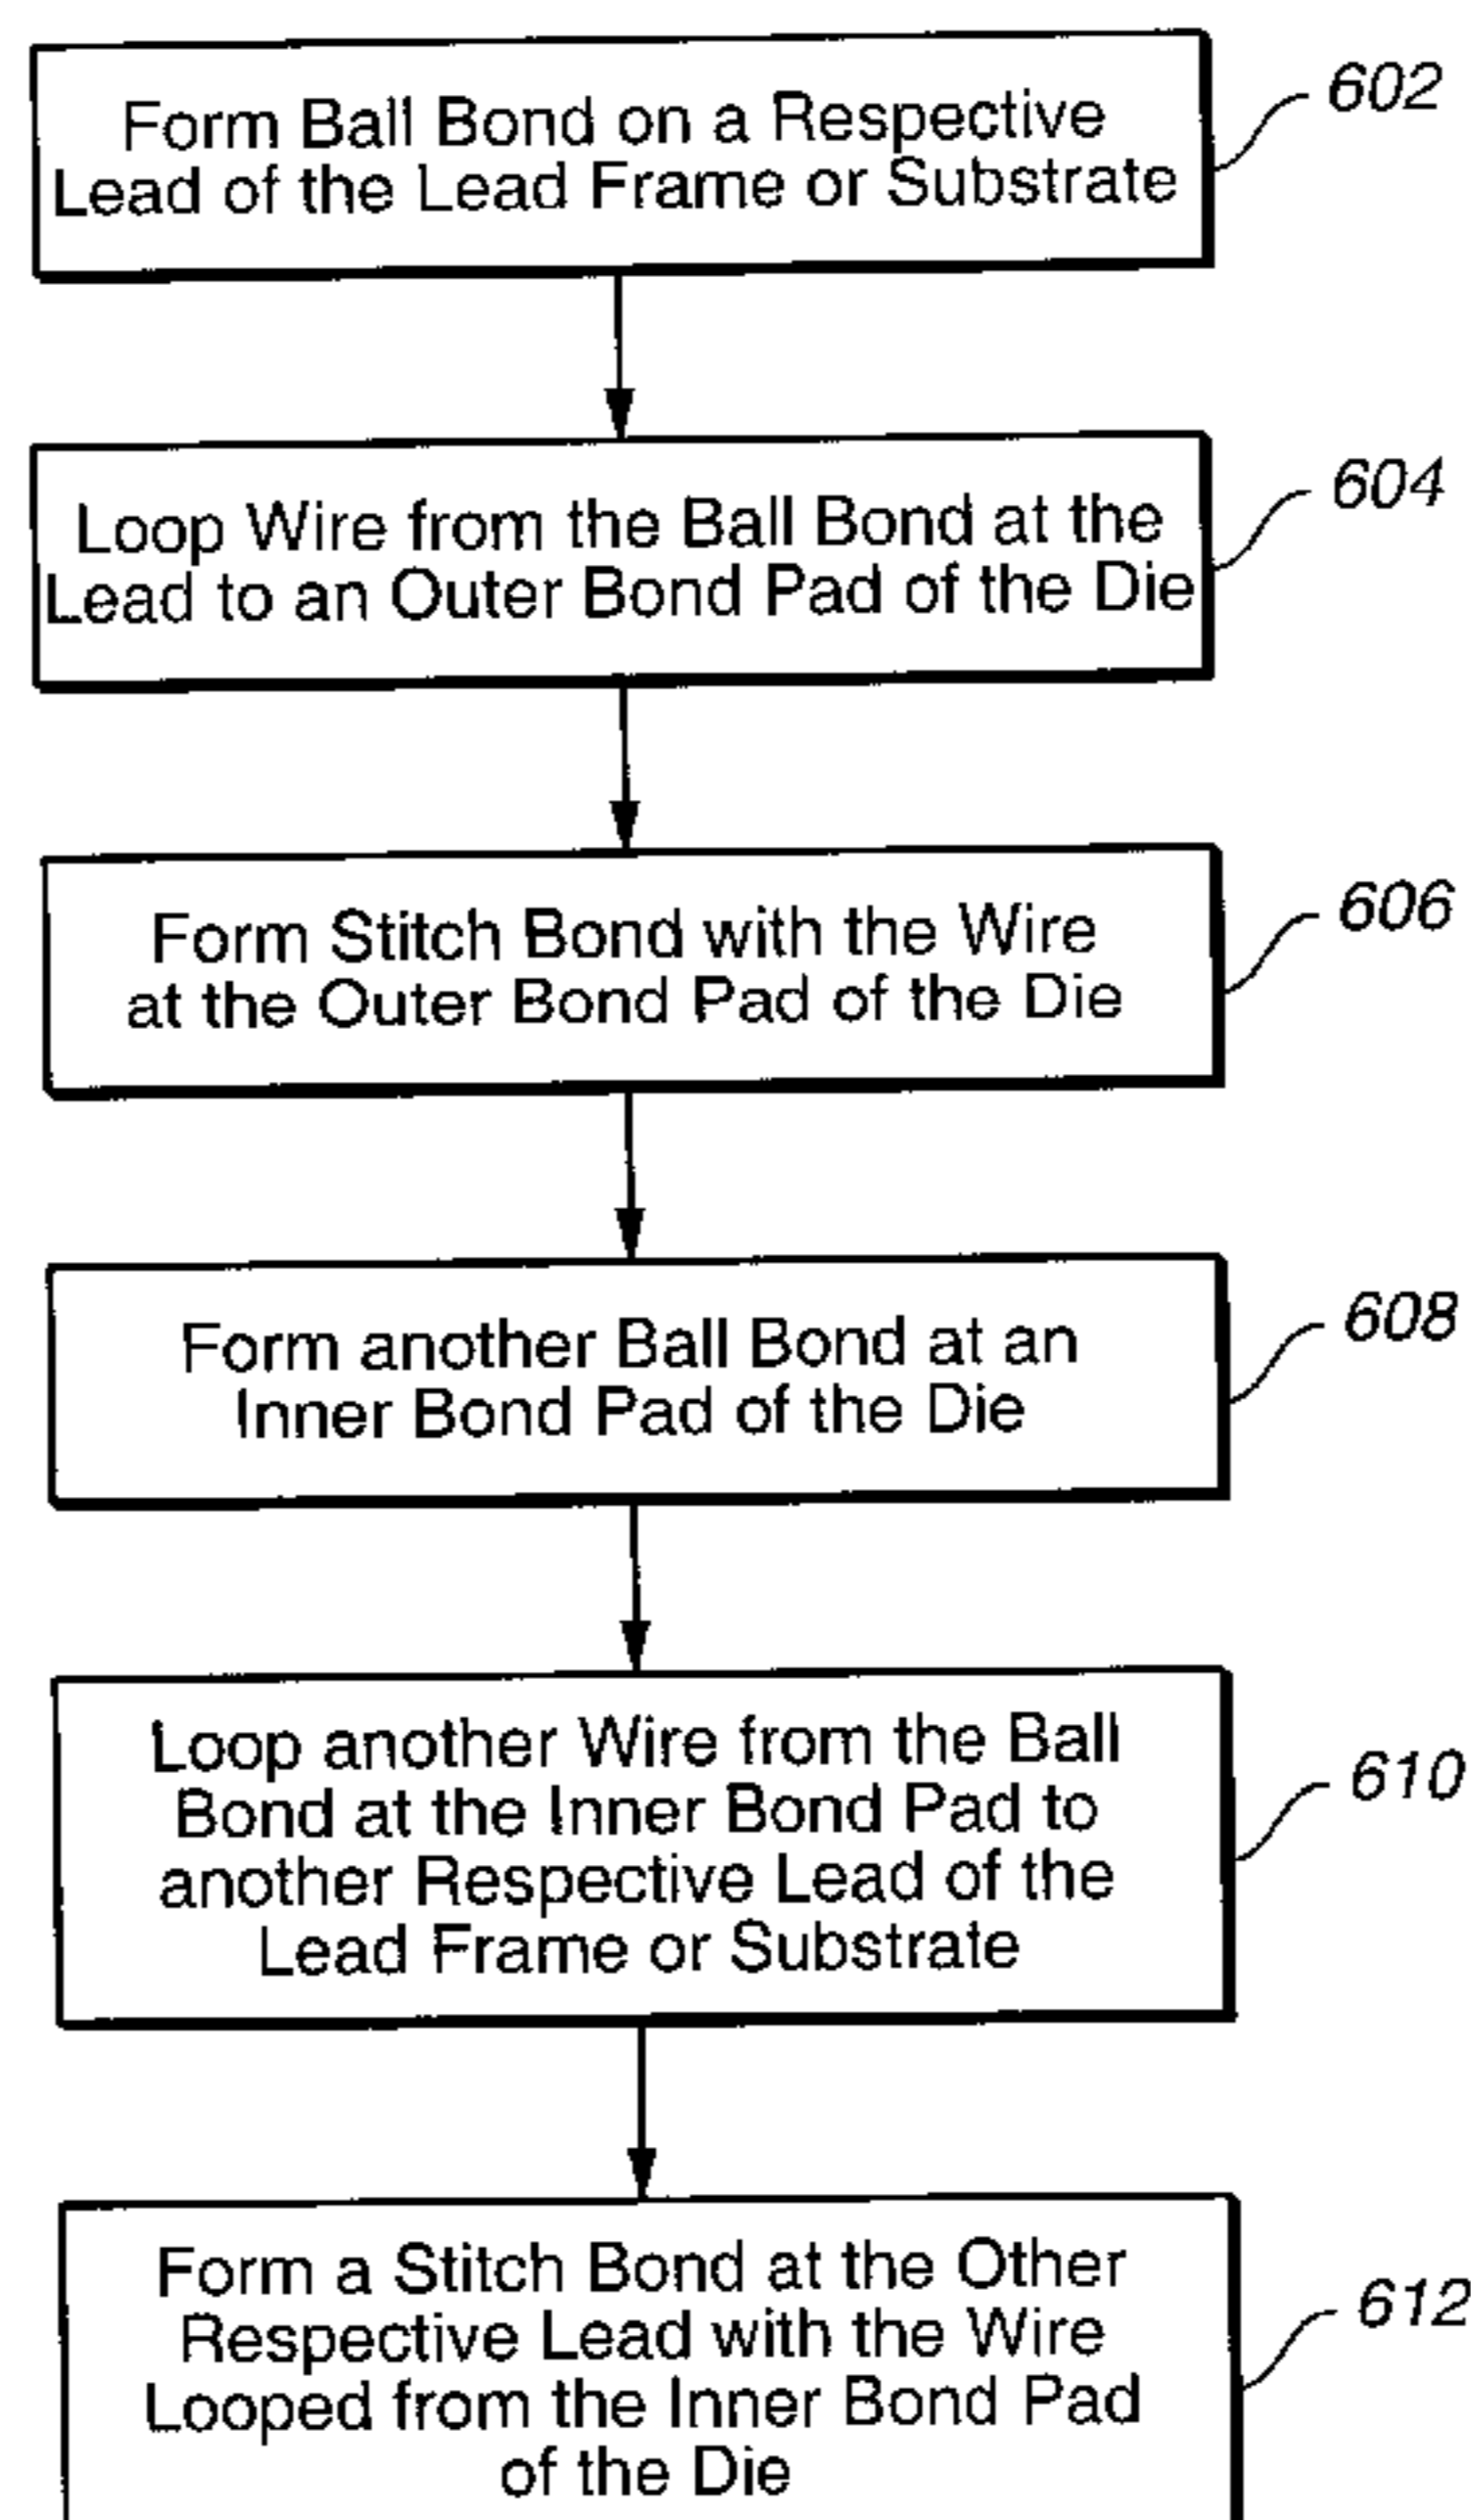 Form Ball Bond on a Respective
Lead of the Lead Frame or Substrate
602
Loop Wire from the Ball Bond at the
Lead to an Outer Bond Pad of the Die
604
Form Stitch Bond with the Wire
at the Outer Bond Pad of the Die
606
Form another Ball Bond at an
Inner Bond Pad of the Die
608
Loop another Wire from the Ball
Bond at the Inner Bond Pad to
another Respective Lead of the
Lead Frame or Substrate
610
Form a Stitch Bond at the Other
Respective Lead with the Wire
Looped from the Inner Bond Pad
of the Die
612